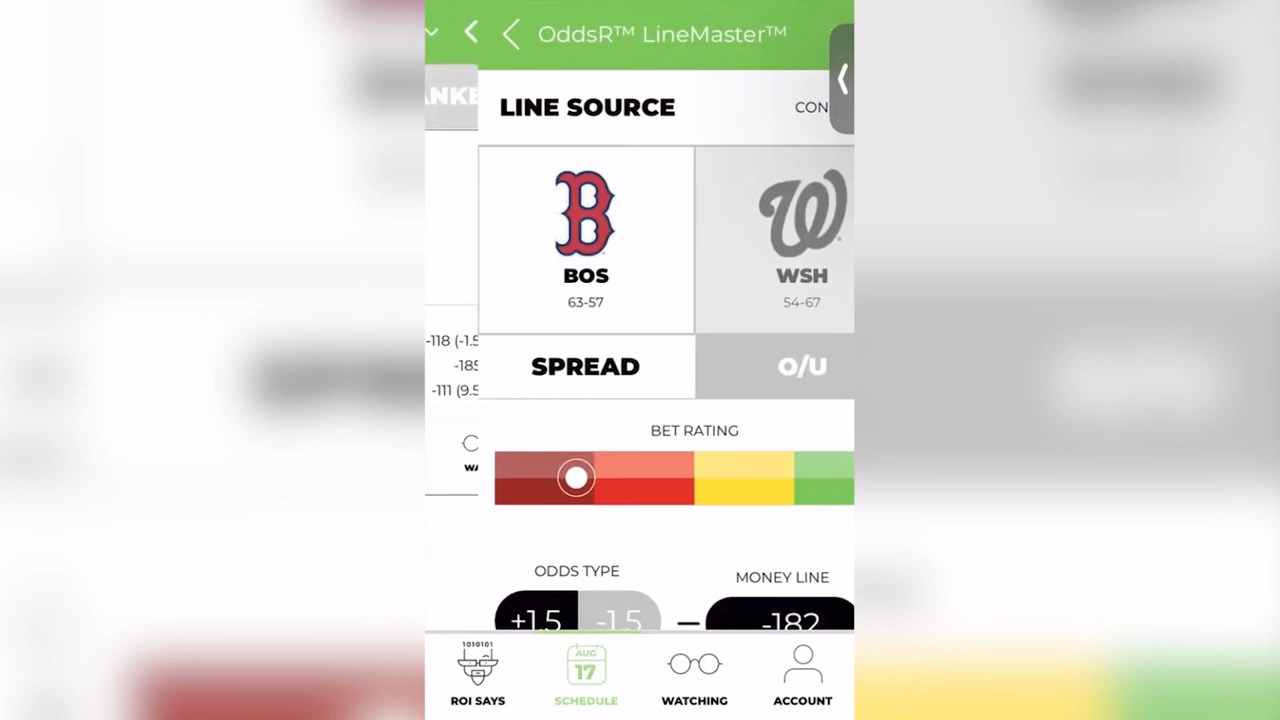 OddsR™ LineMaster™
LINE SOURCE
BOS
WSH
63-57
54-67
SPREAD
O/U
-118 (-1.5
-185
-111 (9.5
BET RATING
ODDS TYPE
MONEY LINE
+1.5
-1.5
-182
1010101
AUG
17
ROI SAYS
SCHEDULE
WATCHING
ACCOUNT